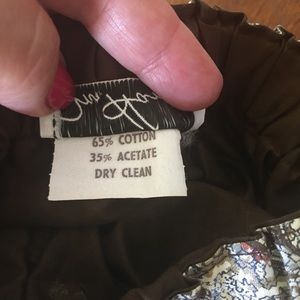 65% COTTON
35% ACETATE
DRY CLEAN